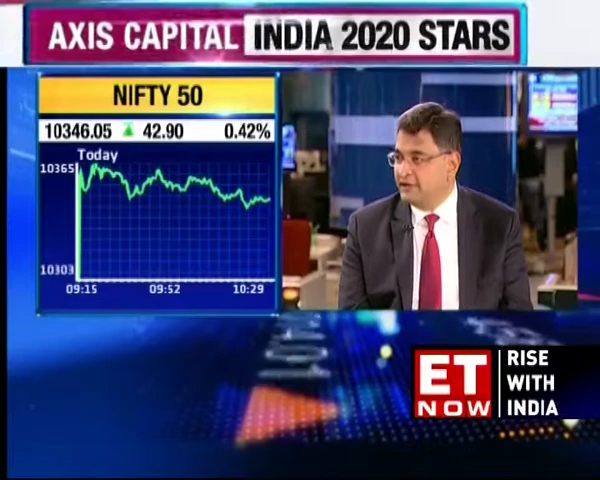 AXIS CAPITAL INDIA 2020 STARS
NIFTY 50
10346.05 42.90 0.42%
Today
10365
10303
09:15 09:52 10:29
ET
NOW
RISE
WITH
INDIA